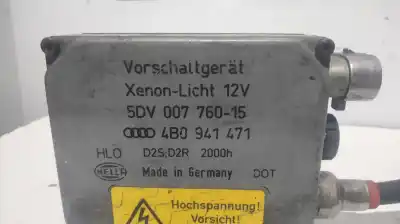 Vorschaltgerät
Xenon-Licht 12V
5DV 007 760-15
4B0 941 471
HLO D2S;D2R 2000h
HELLA Made in Germany DOT
Hochspannung!
Vorsicht!